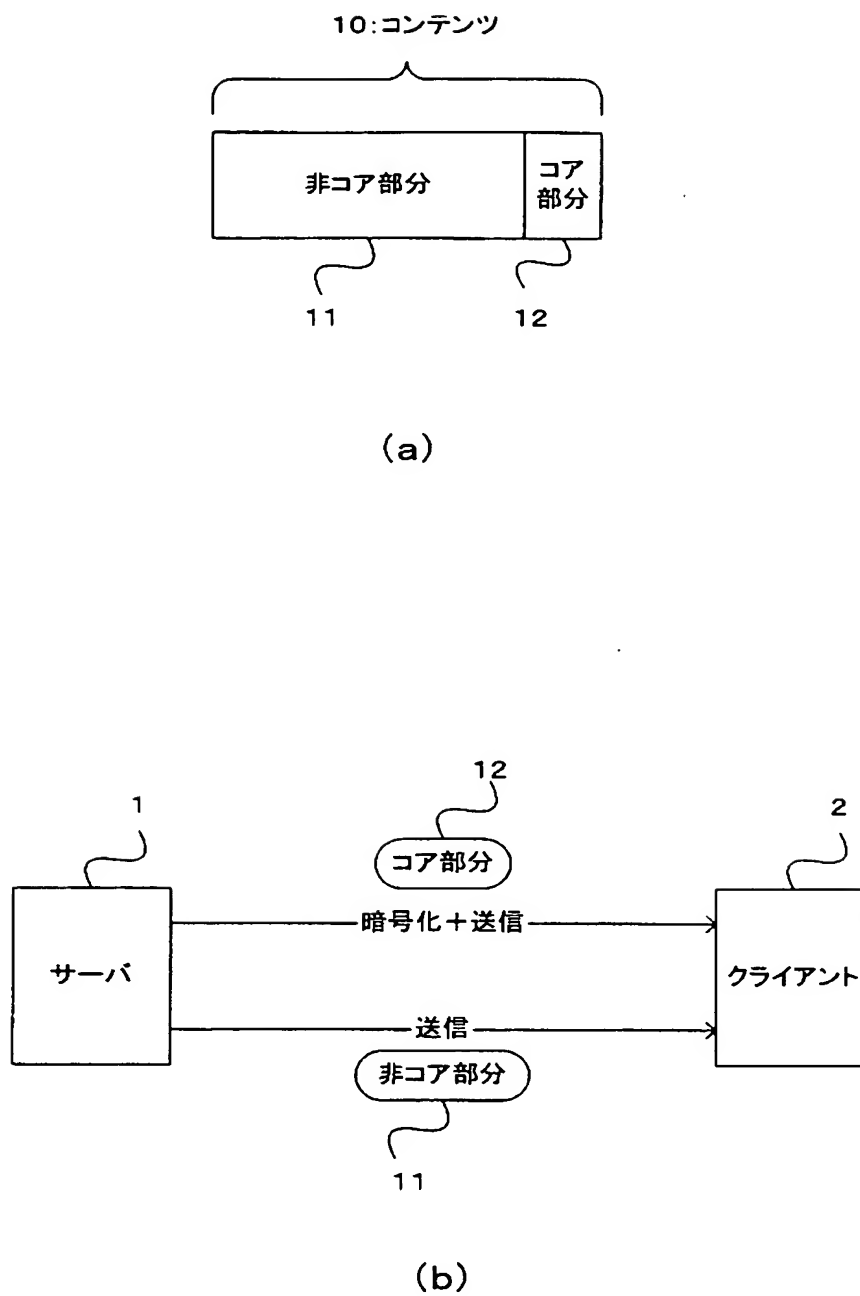 10:コンテンツ
非コア部分
コア
部分
11
12
(a)
12
1
2
コア部分
暗号化+送信
サーバ
クライアント
送信
非コア部分
11
(b)